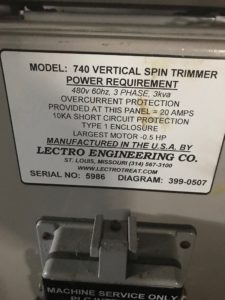 MODEL: 740 VERTICAL SPIN TRIMMER
POWER REQUIREMENT
480v 60hz, 3 PHASE, 3kva
OVERCURRENT PROTECTION
PROVIDED AT THIS PANEL = 20 AMPS
10KA SHORT CIRCUIT PROTECTION
TYPE 1 ENCLOSURE
LARGEST MOTOR -0.5 HP
MANUFACTURED IN THE U.S.A. BY
LECTRO ENGINEERING CO.
ST. LOUIS, MISSOURI (314) 567-3100
WWW.LECTROTREAT.COM
SERIAL NO: 5986 DIAGRAM: 399-0507
MACHINE SERVICE ONLY